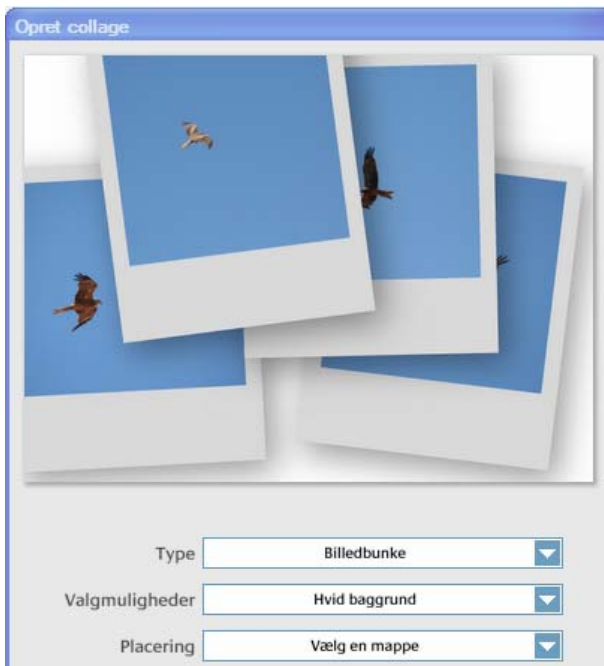 Opret collage
Type Billedbunke
Valgmuligheder Hvid baggrund
Placering Vælg en mappe